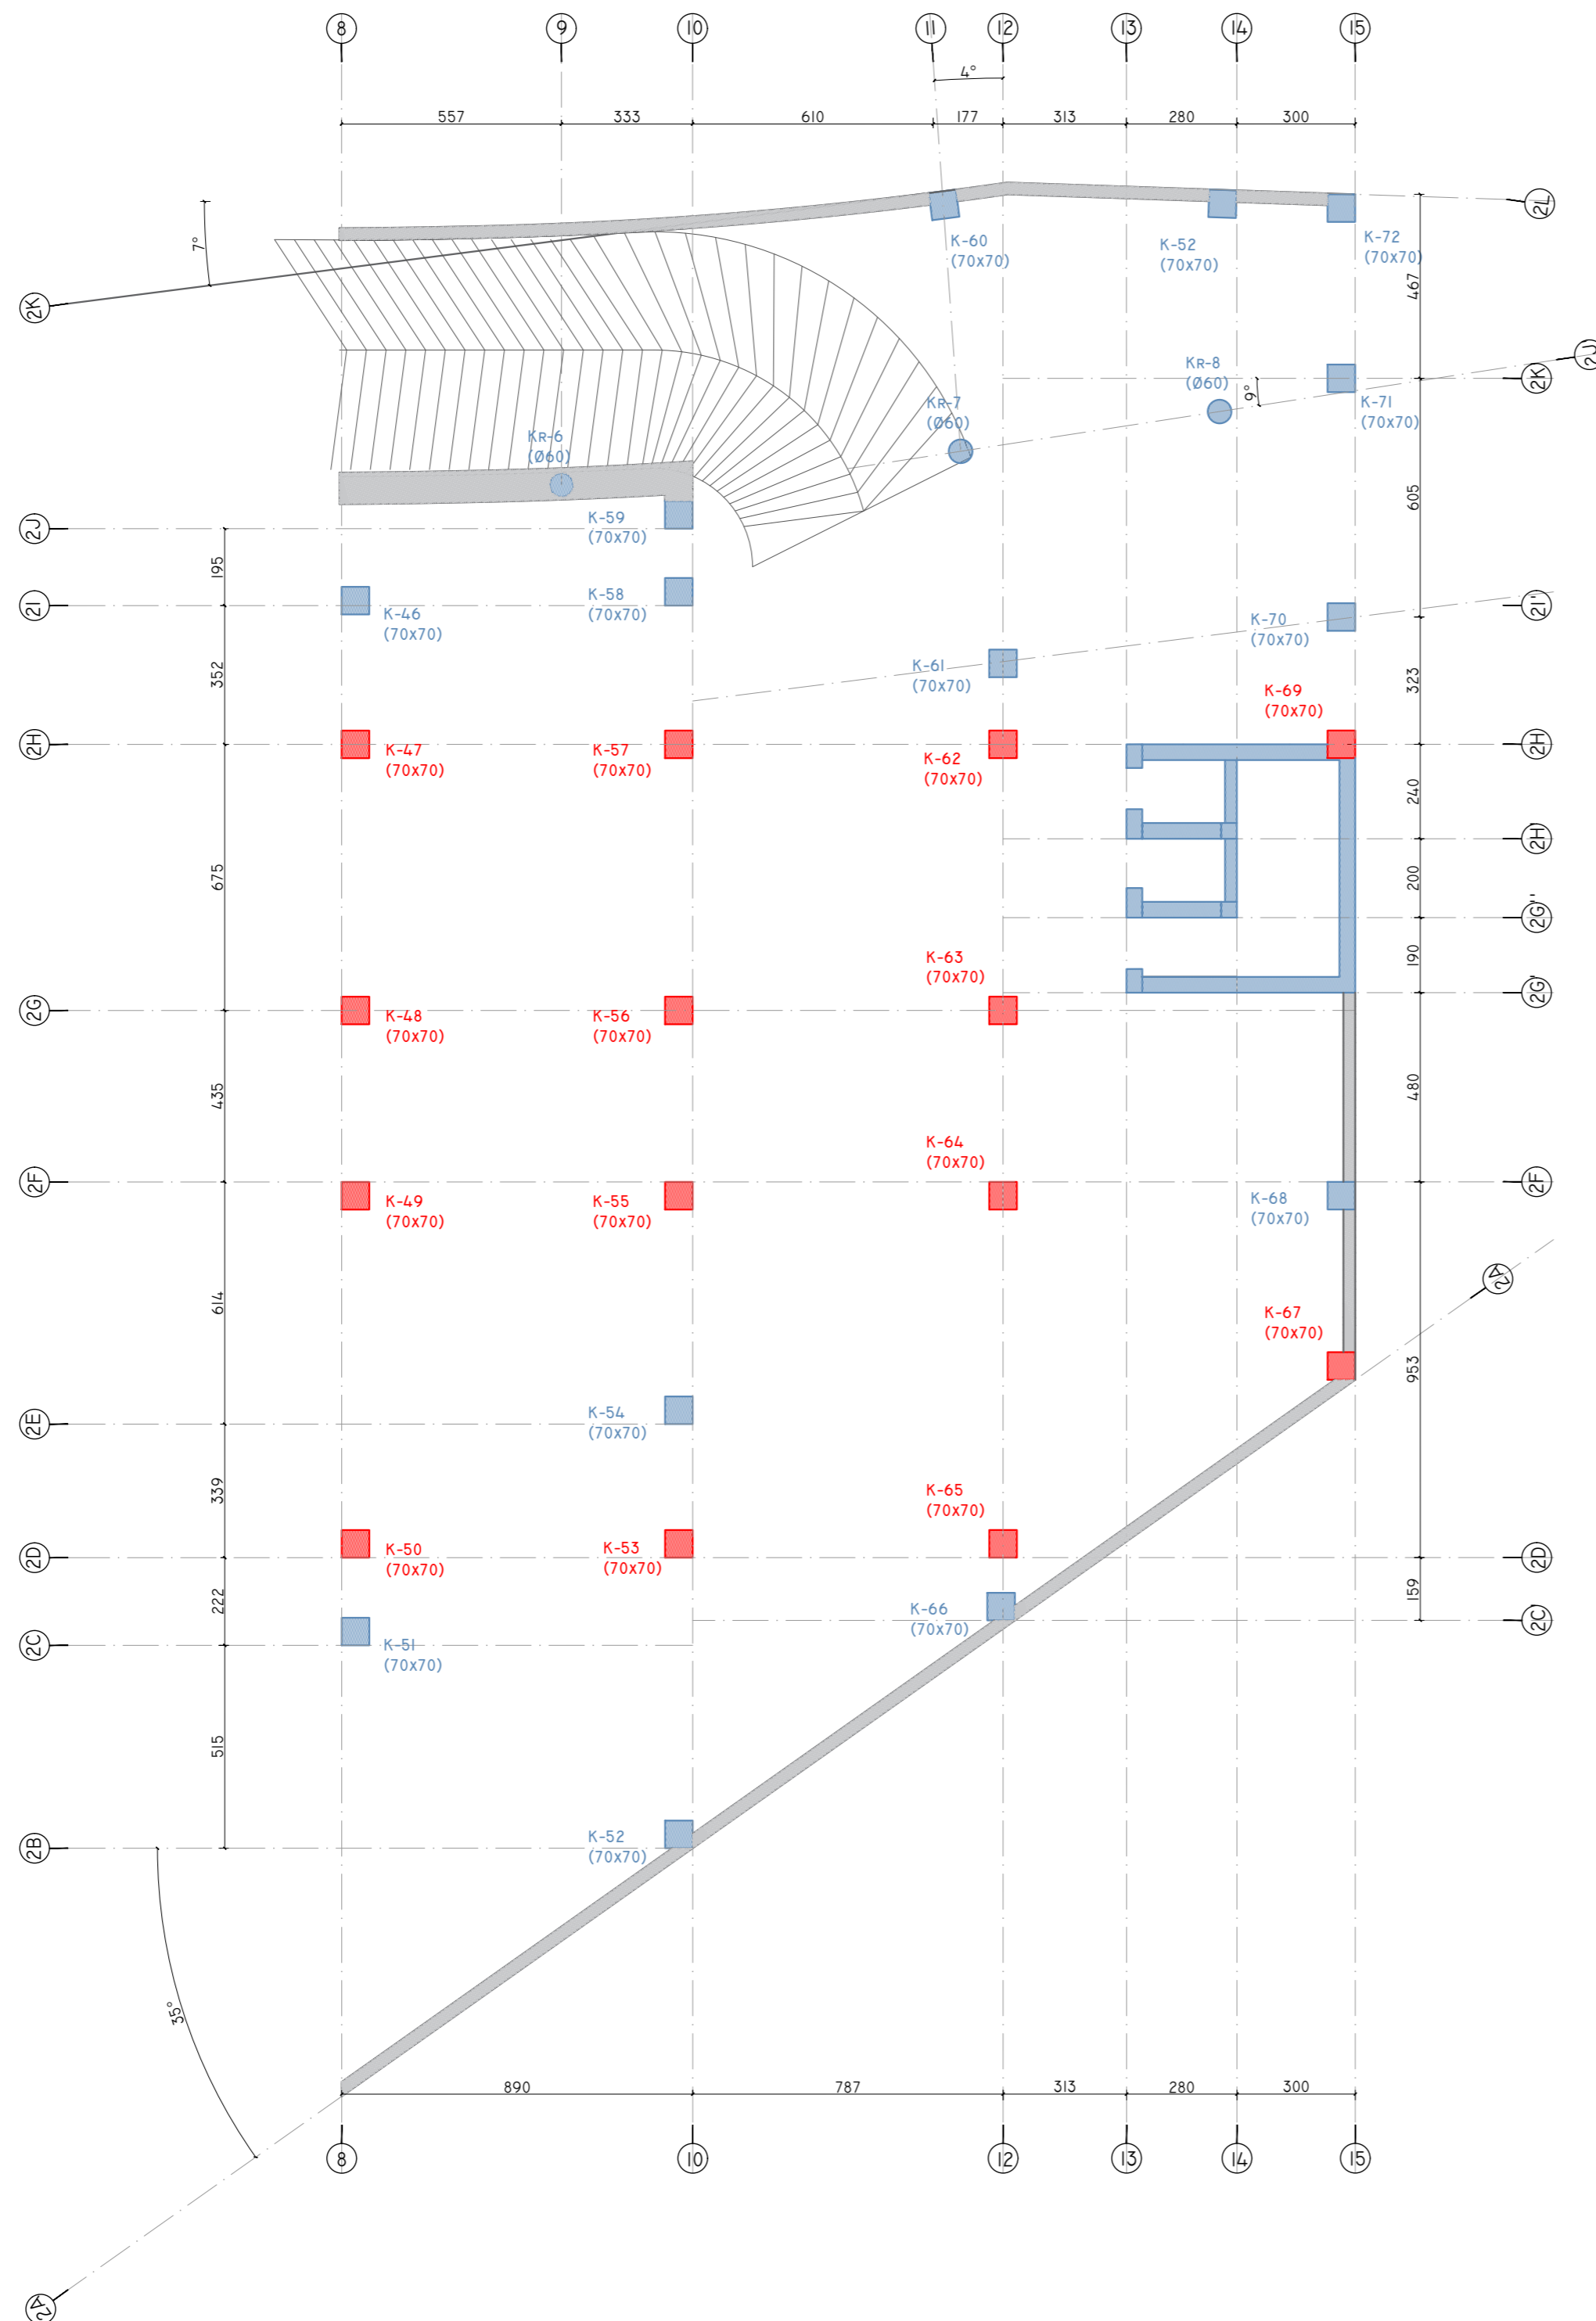 8
9
10
11
12
13
14
15
4°
557
333
610
177
313
280
300
7°
2K
2L
K-60
(70x70)
K-52
(70x70)
K-72
(70x70)
467
2J
2K
Kr-8
(Ø60)
9°
K-71
(70x70)
Kr-7
(Ø60)
Kr-6
(Ø60)
605
2J
K-59
(70x70)
195
2I
K-46
(70x70)
K-58
(70x70)
2I'
K-70
(70x70)
352
K-61
(70x70)
323
K-69
(70x70)
2H
K-47
(70x70)
K-57
(70x70)
K-62
(70x70)
2H
240
2H'
675
200
2G''
190
K-63
(70x70)
2G'
2G
K-48
(70x70)
K-56
(70x70)
435
480
K-64
(70x70)
2F
K-49
(70x70)
K-55
(70x70)
K-68
(70x70)
2F
2A
614
K-67
(70x70)
953
2E
K-54
(70x70)
339
K-65
(70x70)
2D
K-50
(70x70)
K-53
(70x70)
2D
222
159
K-66
(70x70)
2C
2C
K-51
(70x70)
515
2B
K-52
(70x70)
35°
890
787
313
280
300
8
10
12
13
14
15
2A